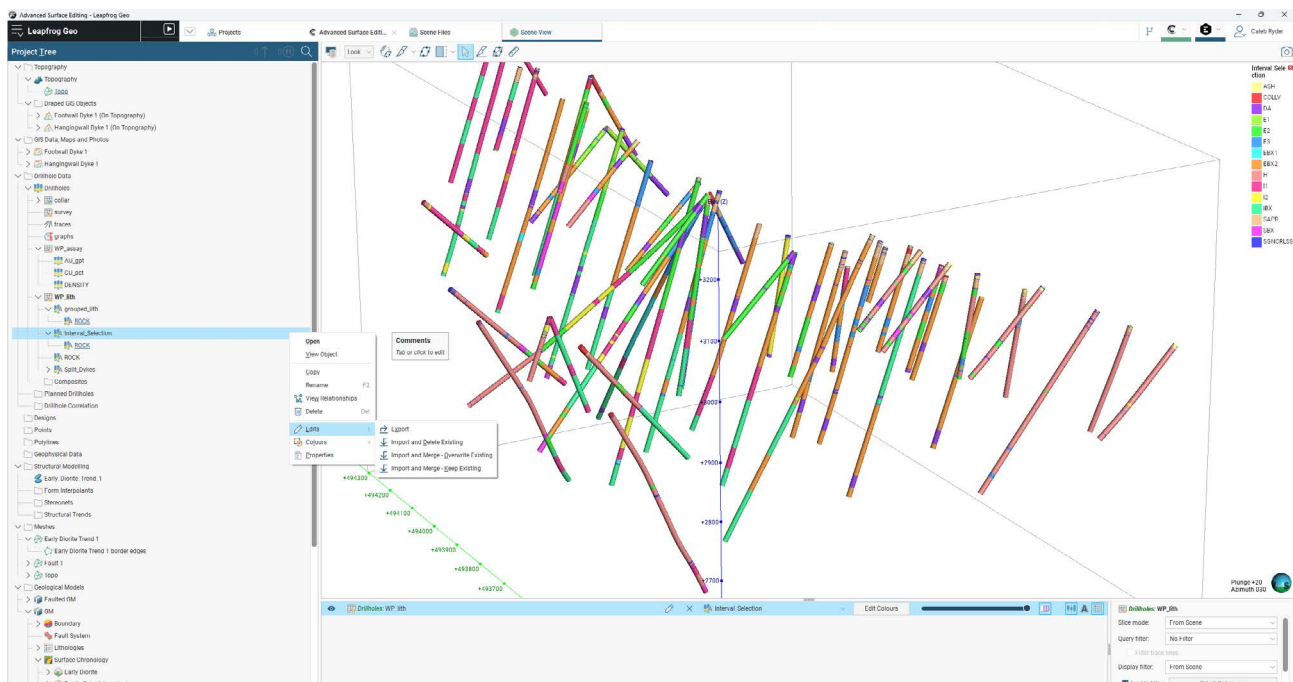 Advanced Surface Editing - Leapfrog Geo
Leapfrog Geo
Projects
Advanced Surface Editi...
Scene Files
Scene View
Caleb Ryder
Project Tree
Look
Topography
Topography
Topo
Draped GIS Objects
Footwall Dyke 1 (On Topography)
Hangingwall Dyke 1 (On Topography)
GIS Data, Maps and Photos
Footwall Dyke 1
Hangingwall Dyke 1
Drillhole Data
Drillholes
collar
survey
traces
graphs
WP_assay
AU_gpt
CU_pct
DENSITY
WP_lith
grouped_lith
ROCK
Interval_Selection
ROCK
ROCK
Split_Dykes
Composites
Planned Drillholes
Drillhole Correlation
Designs
Points
Polylines
Geophysical Data
Structural Modelling
Early_Diorite_Trend_1
Form Interpolants
Stereonets
Structural Trends
Meshes
Early Diorite Trend 1
Early Diorite Trend 1 border edges
Fault 1
Topo
Geological Models
Faulted GM
GM
Boundary
Fault System
Lithologies
Surface Chronology
Early Diorite
Open
View Object
Copy
Rename F2
View Relationships
Delete Del
Edits
Colours
Properties
Comments
Tab or click to edit
Export
Import and Delete Existing
Import and Merge - Overwrite Existing
Import and Merge - Keep Existing
Elev (Z)
+3200
+3100
+3000
+2900
+2800
+2700
+494300
+494200
+494100
+494000
+493900
+493800
+493700
Interval Sele
ction
ASH
COLLV
DA
E1
E2
E3
EBX1
EBX2
H
I1
I2
IBX
SAPR
SBX
SGNCRLSS
Plunge +20
Azimuth 030
Drillholes: WP_lith
Interval Selection
Edit Colours
Drillholes: WP_lith
Slice mode: From Scene
Query filter: No Filter
Filter trace ones
Display filter: From Scene